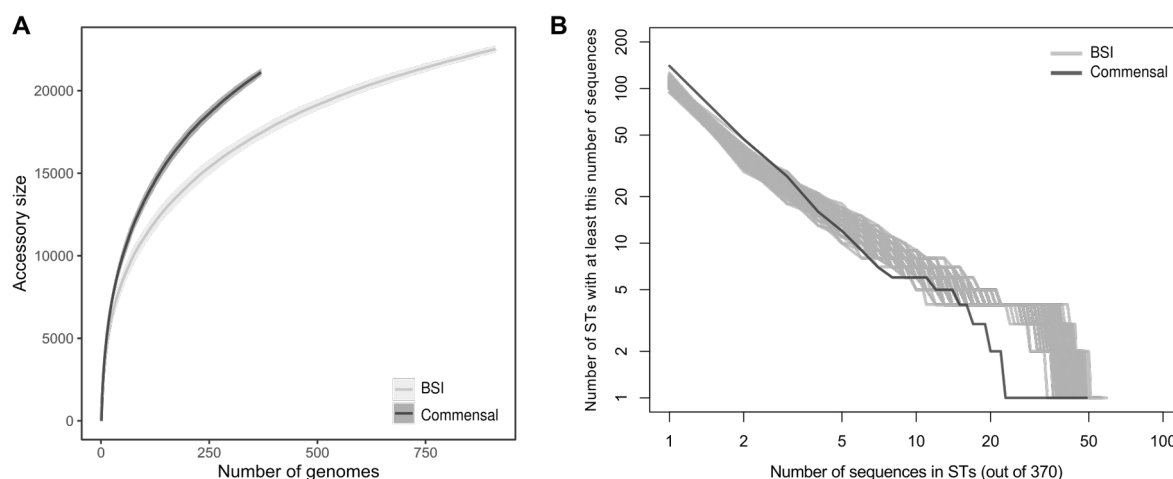 A
Accessory size
20000
15000
10000
5000
0
0
250
500
750
Number of genomes
BSI
Commensal
B
Number of STs with at least this number of sequences
200
100
50
20
10
5
2
1
1
2
5
10
20
50
100
Number of sequences in STs (out of 370)
BSI
Commensal